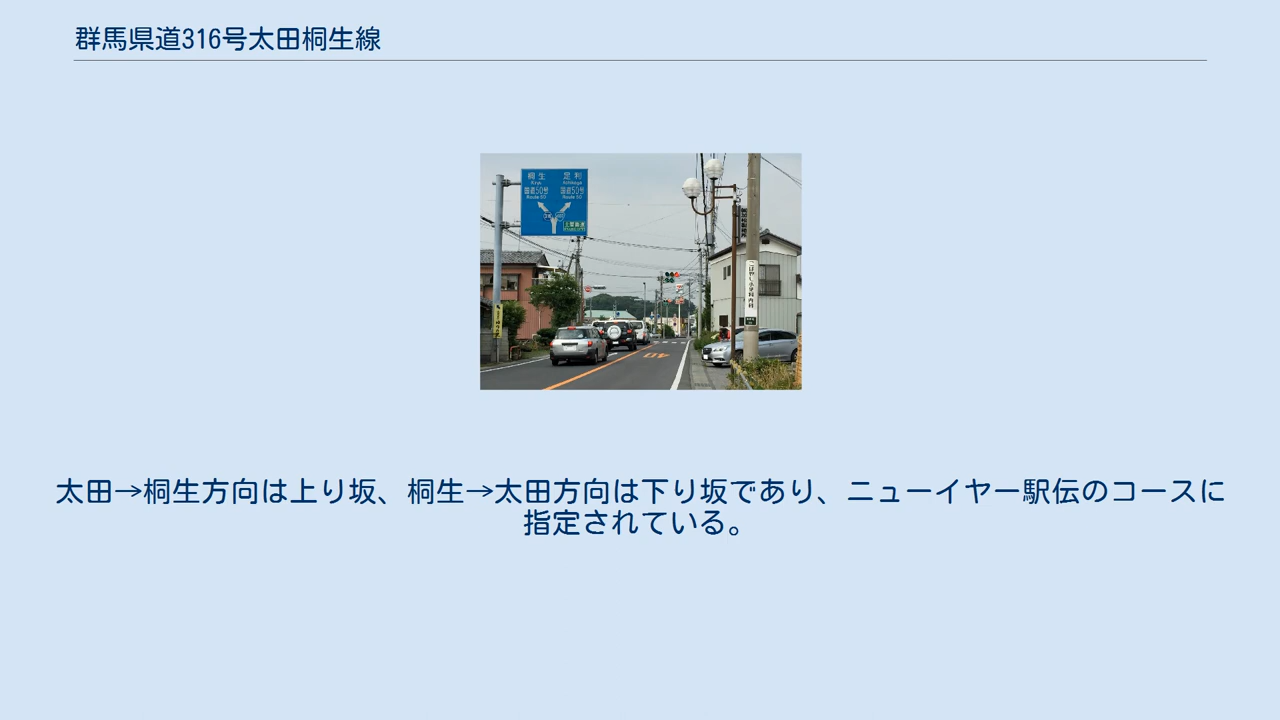 群馬県道316号太田桐生線
桐生 足利
Kiryu Ashikaga
国道50号 国道50号
Route 50 Route 50
40
太田→桐生方向は上り坂、桐生→太田方向は下り坂であり、ニューイヤー駅伝のコースに
指定されている。